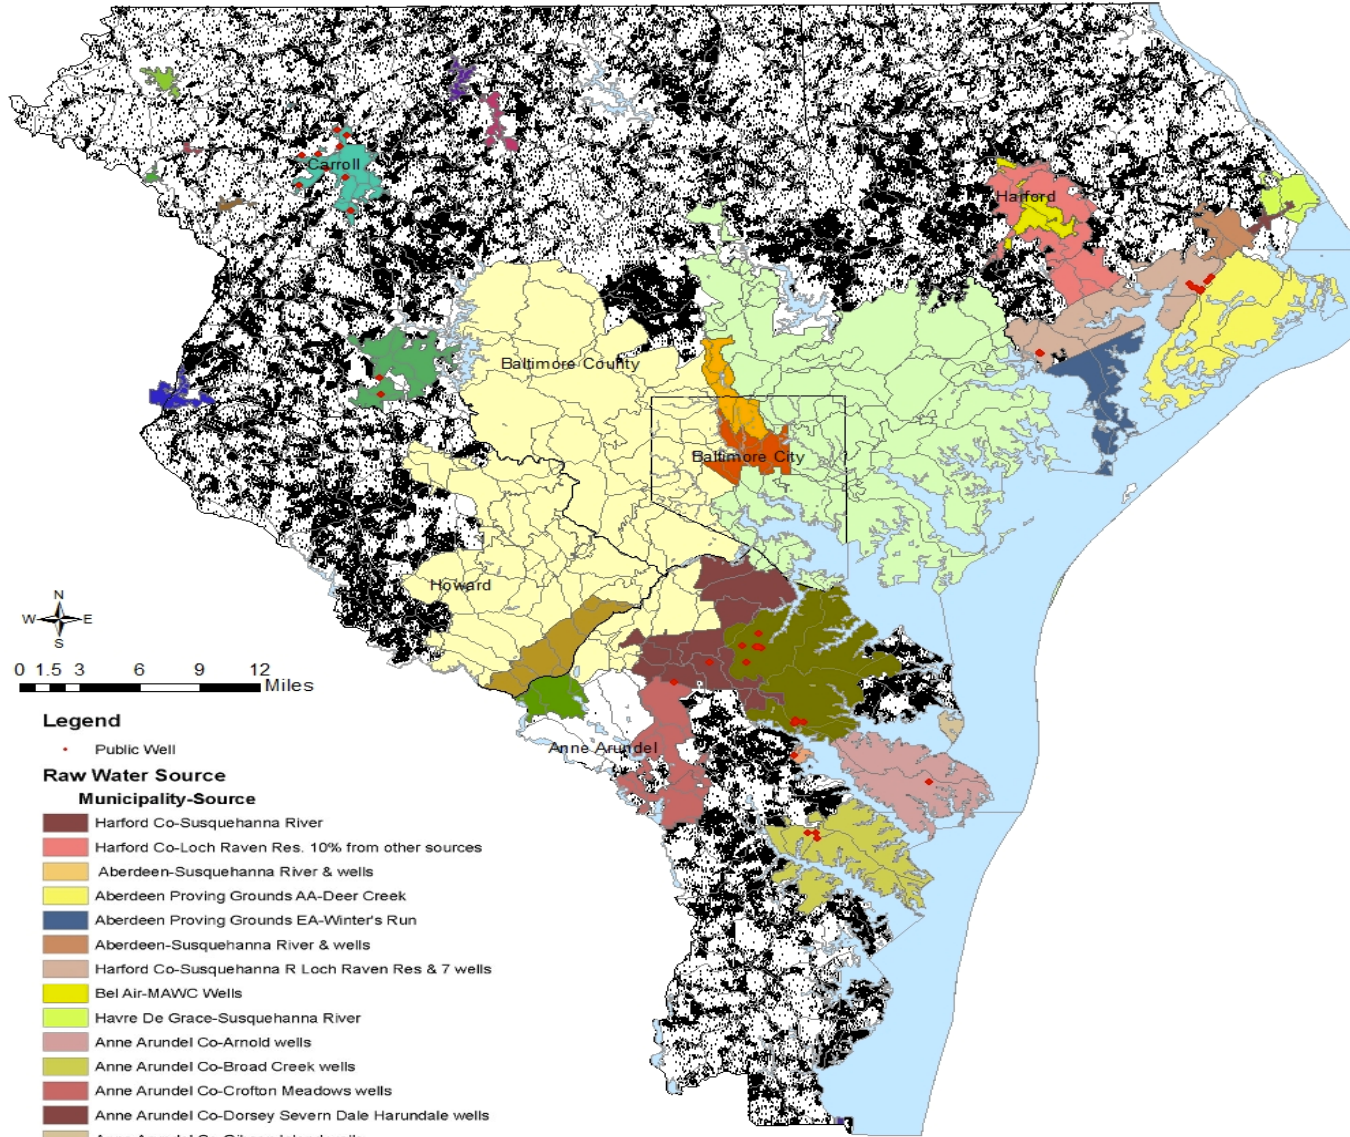 Carroll
Harford
Baltimore County
Baltimore City
Howard
N
W E
S
0 1.5 3 6 9 12
Miles
Anne Arundel
Legend
Public Well
Raw Water Source
Municipality-Source
Harford Co-Susquehanna River
Harford Co-Loch Raven Res. 10% from other sources
Aberdeen-Susquehanna River & wells
Aberdeen Proving Grounds AA-Deer Creek
Aberdeen Proving Grounds EA-Winter's Run
Aberdeen-Susquehanna River & wells
Harford Co-Susquehanna R Loch Raven Res & 7 wells
Bel Air-MAWC Wells
Havre De Grace-Susquehanna River
Anne Arundel Co-Arnold wells
Anne Arundel Co-Broad Creek wells
Anne Arundel Co-Crofton Meadows wells
Anne Arundel Co-Dorsey Severn Dale Harundale wells